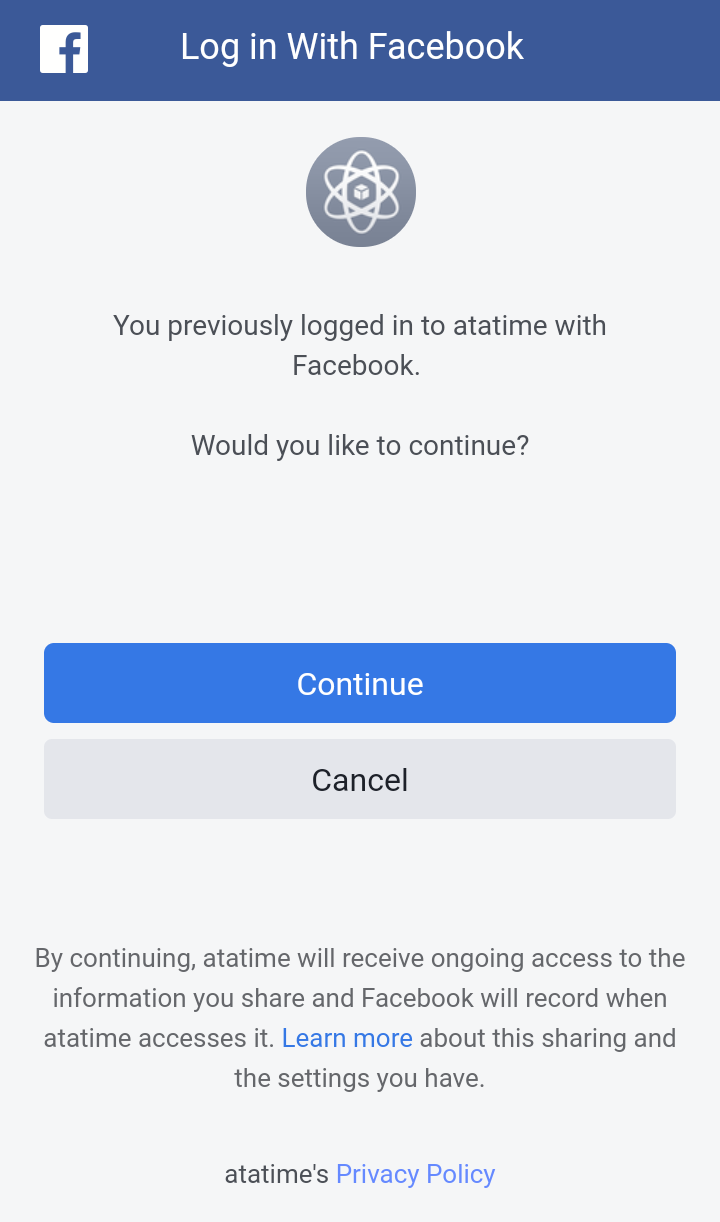 Log in With Facebook
You previously logged in to atatime with
Facebook.
Would you like to continue?
Continue
Cancel
By continuing, atatime will receive ongoing access to the
information you share and Facebook will record when
atatime accesses it. Learn more about this sharing and
the settings you have.
atatime's Privacy Policy